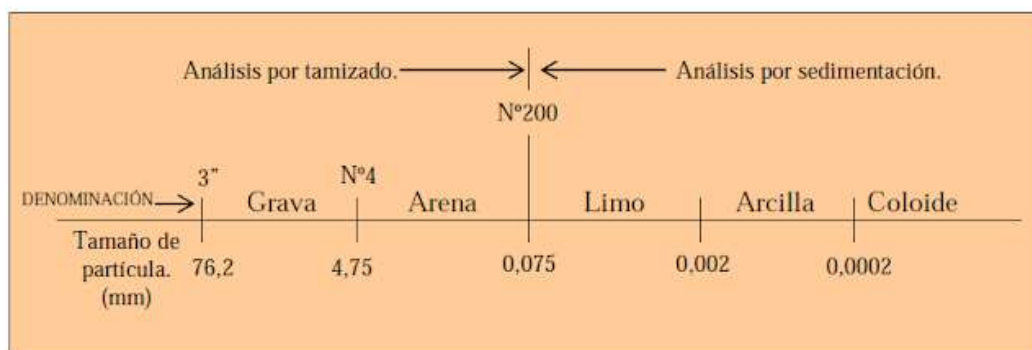 Análisis por tamizado. Análisis por sedimentación.
Nº200
3” Nº4
DENOMINACIÓN Grava Arena Limo Arcilla Coloide
Tamaño de
partícula. 76,2 4,75 0,075 0,002 0,0002
(mm)